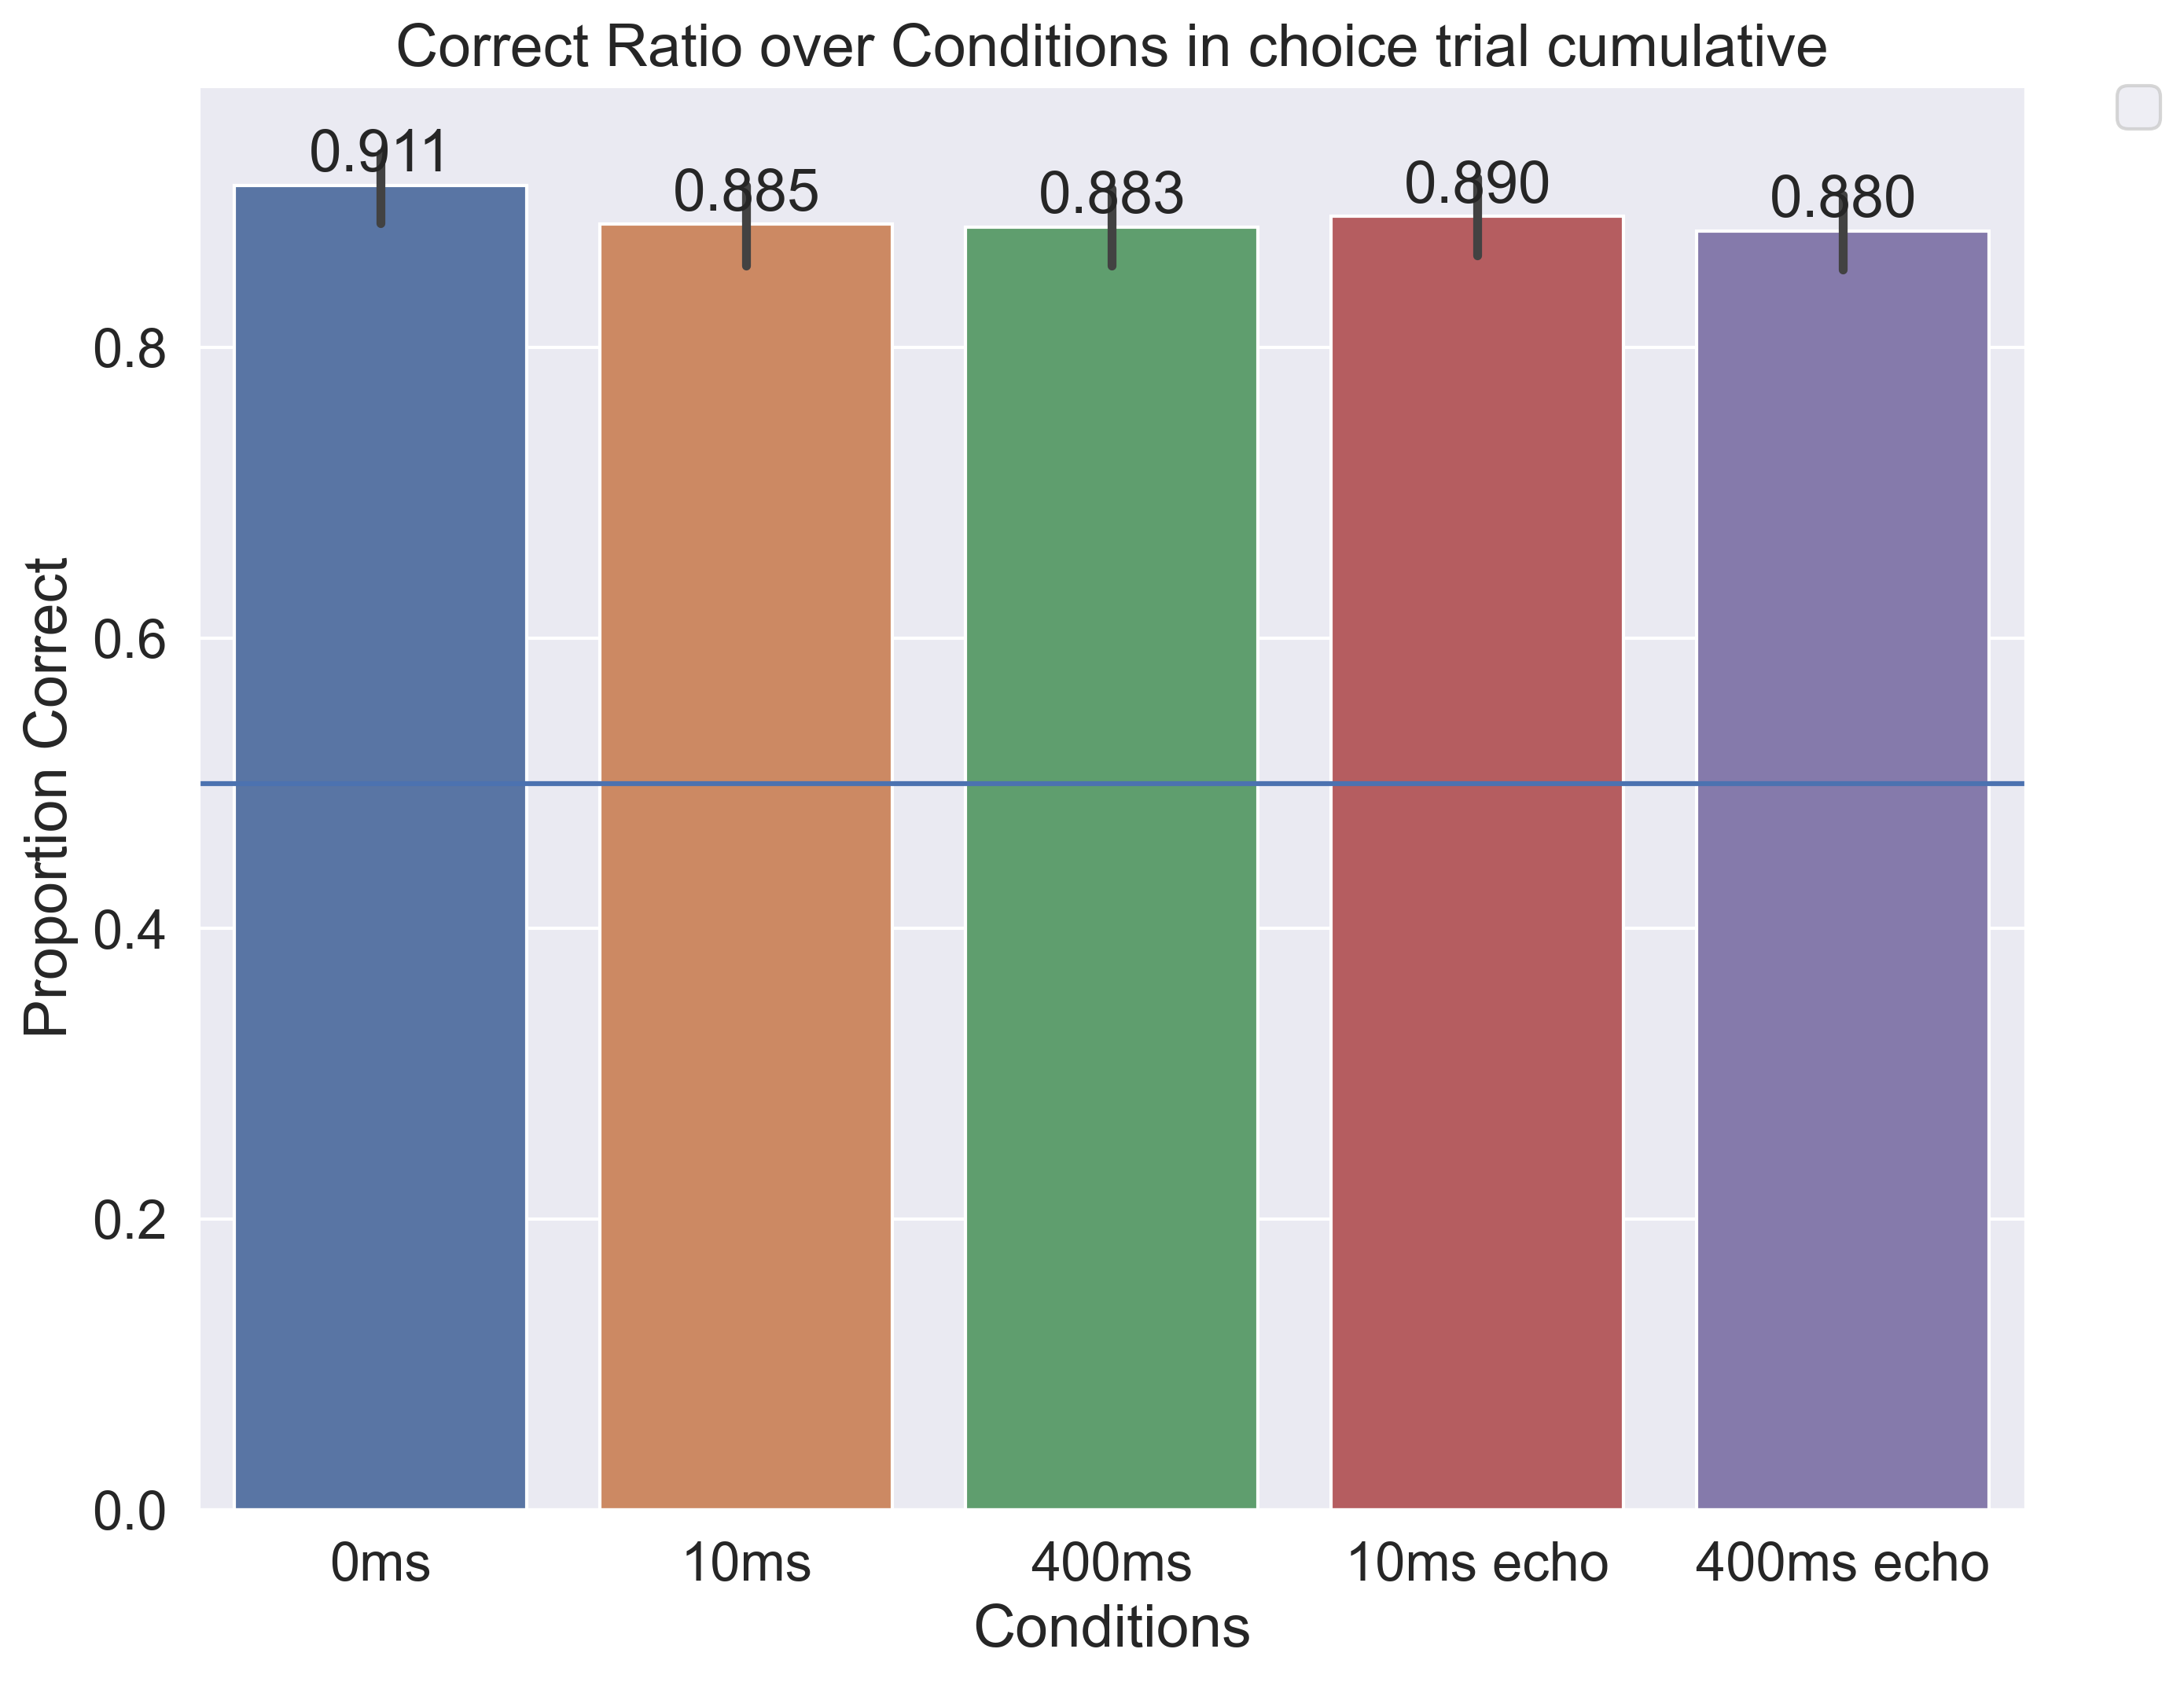 Correct Ratio over Conditions in choice trial cumulative
0.911
0.885
0.883
0.890
0.880
Proportion Correct
0.8
0.6
0.4
0.2
0.0
0ms
10ms
400ms
10ms echo
400ms echo
Conditions